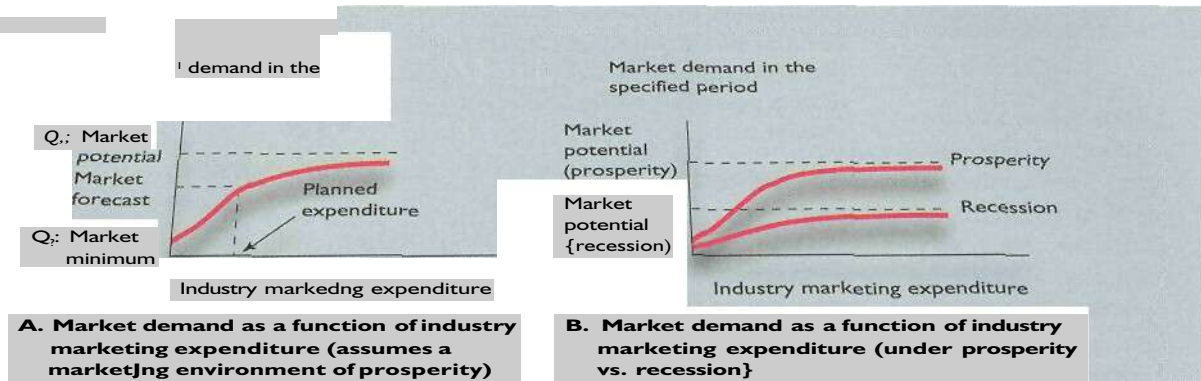 demand in the
Q,; Market
potential
Market
forecast
Q,: Market
minimum
Planned
expenditure
Industry markedng expenditure
A. Market demand as a function of industry
marketing expenditure (assumes a
marketJng environment of prosperity)
Market demand in the
specified period
Market
potential
(prosperity)
Market
potential
{recession)
Prosperity
Recession
Industry marketing expenditure
B. Market demand as a function of industry
marketing expenditure (under prosperity
vs. recession}